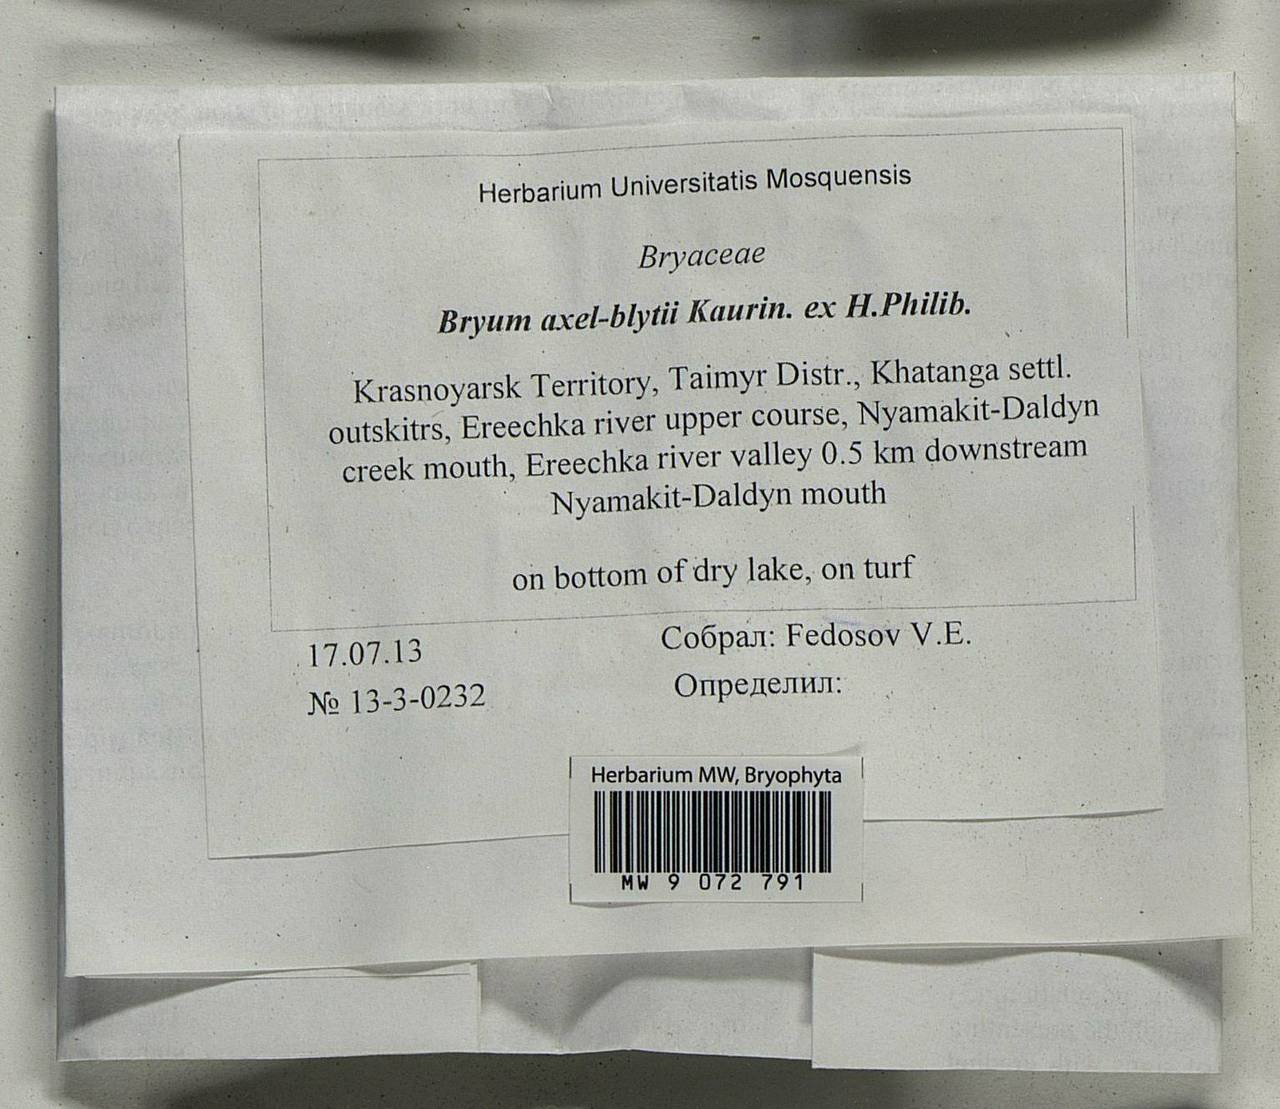 Herbarium Universitatis Mosquensis
Bryaceae
Bryum axel-blytii Kaurin. ex H.Philib.
Krasnoyarsk Territory, Taimyr Distr., Khatanga settl.
outskitrs, Ereechka river upper course, Nyamakit-Daldyn
creek mouth, Ereechka river valley 0.5 km downstream
Nyamakit-Daldyn mouth
on bottom of dry lake, on turf
17.07.13
Собрал: Fedosov V.E.
№ 13-3-0232
Определил:
Herbarium MW, Bryophyta
MW 9 072 791